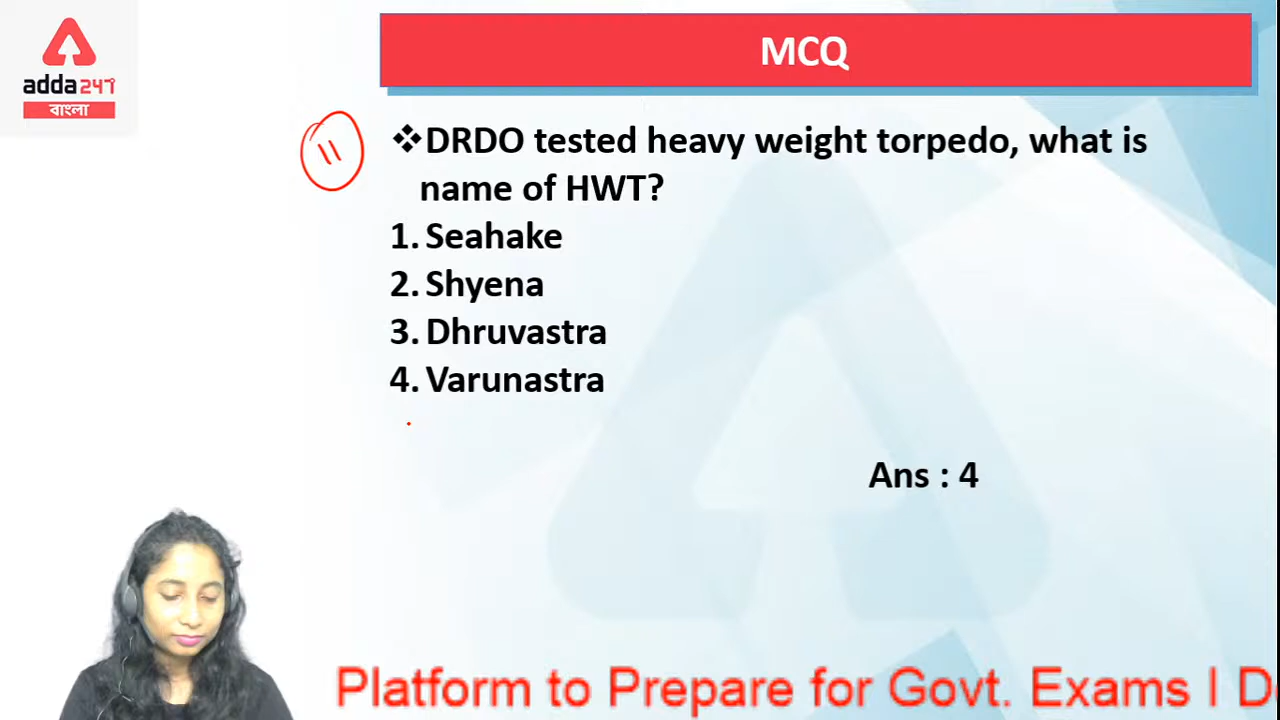 adda247
বাংলা
MCQ
11
❖DRDO tested heavy weight torpedo, what is
name of HWT?
1. Seahake
2. Shyena
3. Dhruvastra
4. Varunastra
Ans : 4
Platform to Prepare for Govt. Exams I D